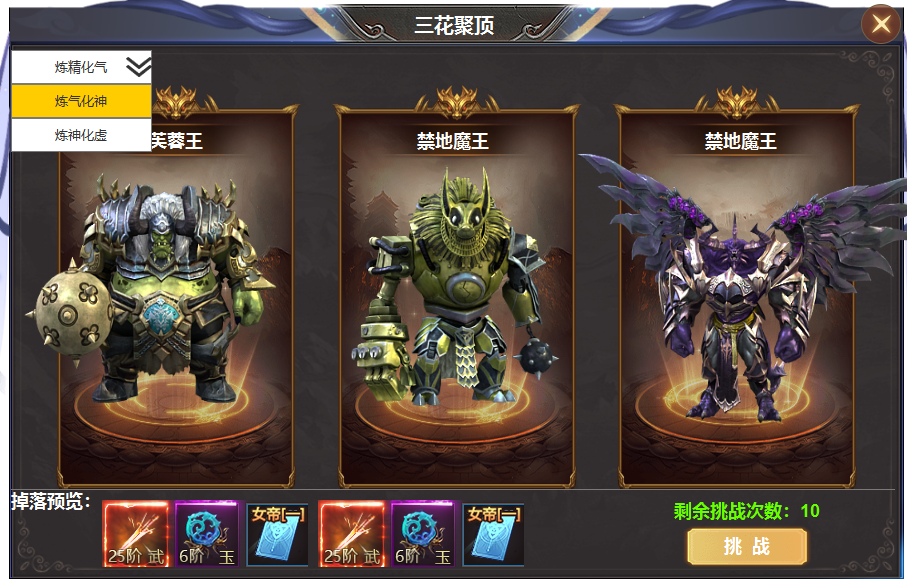 三花聚顶
炼精化气
炼气化神
炼神化虚
芙蓉王
禁地魔王
禁地魔王
掉落预览：
25阶 武
6阶 玉
女帝[一]
25阶 武
6阶 玉
女帝[一]
剩余挑战次数：10
挑 战